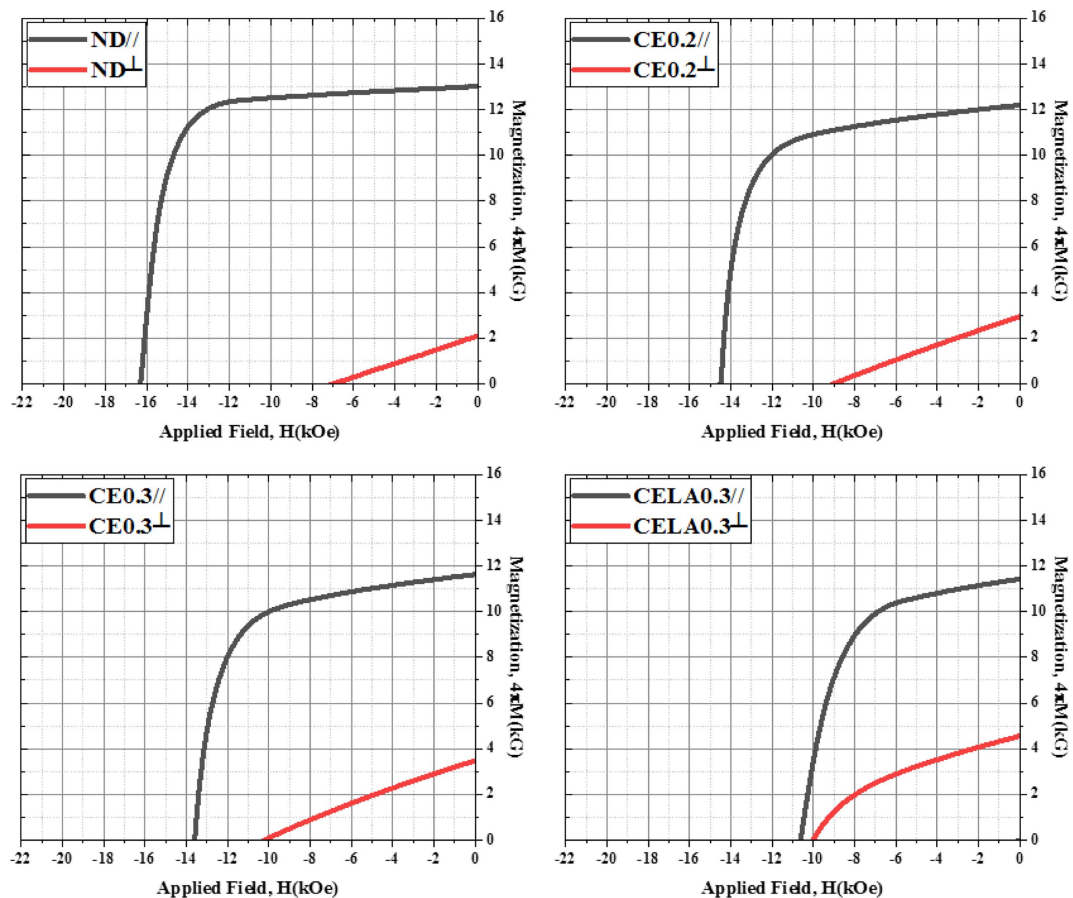 ND//
ND⊥
16
14
12
10
8
6
4
2
0
Magnetization, 4πM(kG)
-22 -20 -18 -16 -14 -12 -10 -8 -6 -4 -2 0
Applied Field, H(kOe)
CE0.2//
CE0.2⊥
16
14
12
10
8
6
4
2
0
Magnetization, 4πM(kG)
-22 -20 -18 -16 -14 -12 -10 -8 -6 -4 -2 0
Applied Field, H(kOe)
CE0.3//
CE0.3⊥
16
14
12
10
8
6
4
2
0
Magnetization, 4πM(kG)
-22 -20 -18 -16 -14 -12 -10 -8 -6 -4 -2 0
Applied Field, H(kOe)
CELA0.3//
CELA0.3⊥
16
14
12
10
8
6
4
2
0
Magnetization, 4πM(kG)
-22 -20 -18 -16 -14 -12 -10 -8 -6 -4 -2 0
Applied Field, H(kOe)